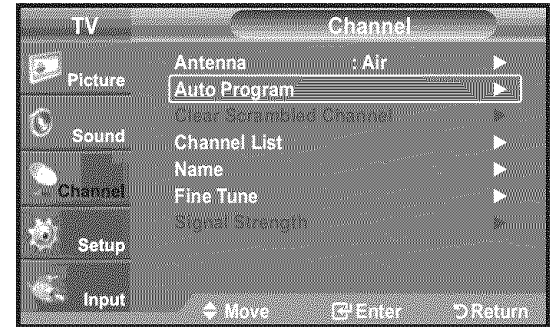 TV Channel
Picture
Sound
Channel
Setup
Input
Antenna : Air
Auto Program
Clear Scrambled Channel
Channel List
Name
Fine Tune
Signal Strength
Move Enter Return